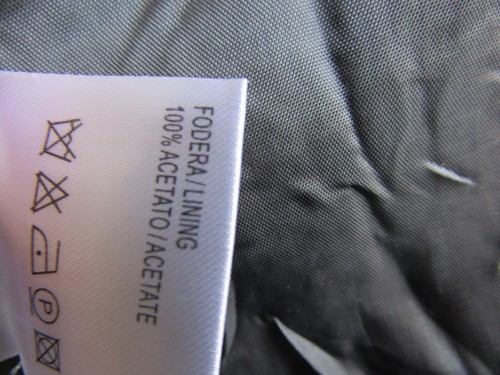 FODERA/LINING
100% ACETATO/ACETATE
P